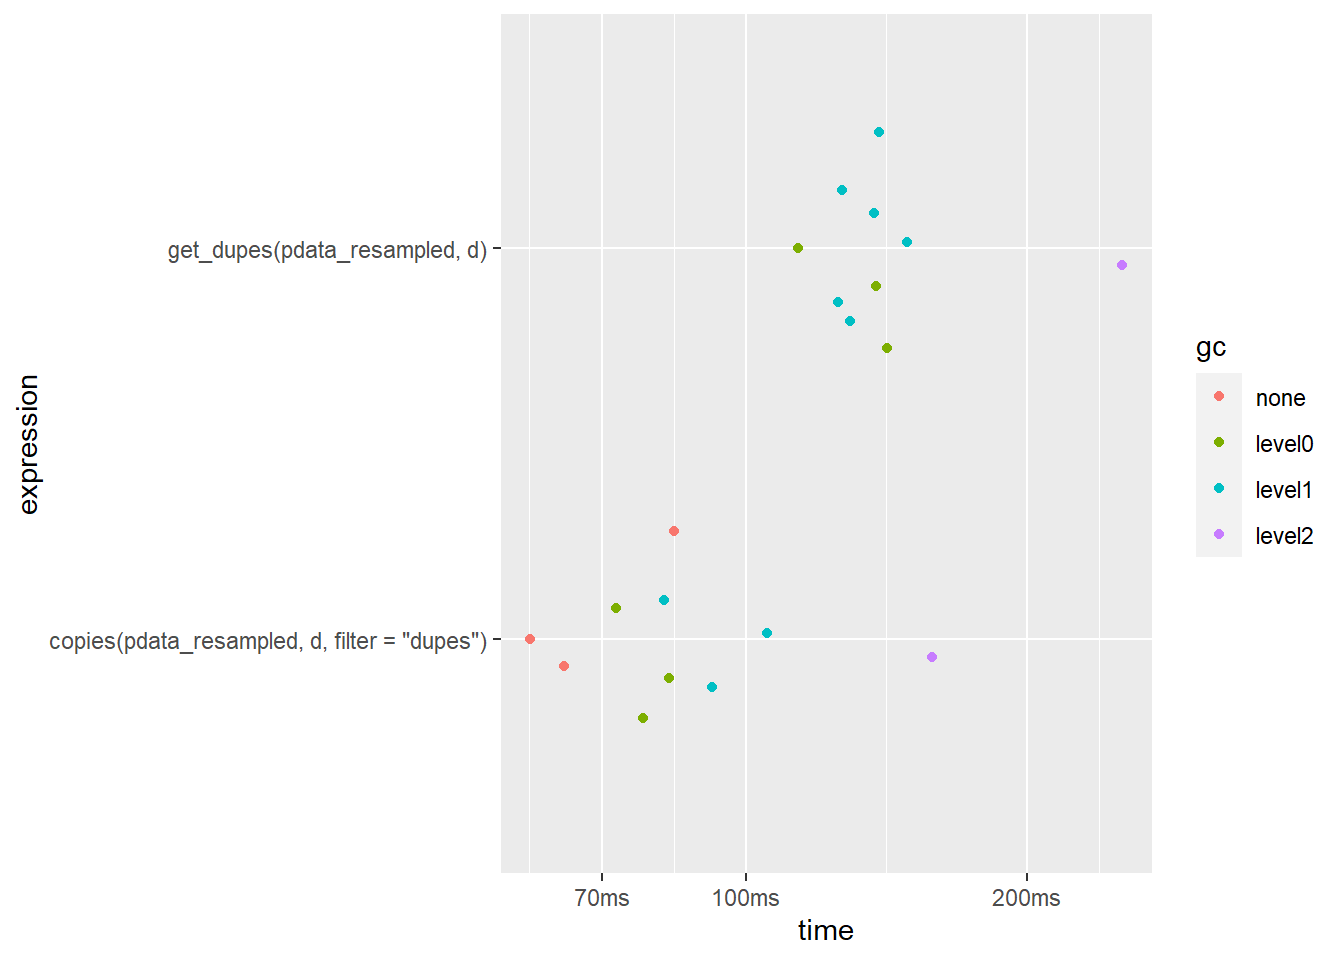 get_dupes(pdata_resampled, d)
copies(pdata_resampled, d, filter = "dupes")
expression
70ms
100ms
200ms
time
gc
none
level0
level1
level2